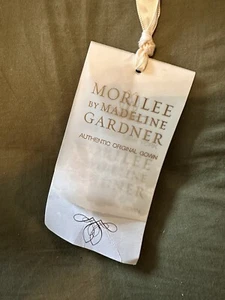 MORILEE
BY MADELINE
GARDNER
AUTHENTIC ORIGINAL GOWN